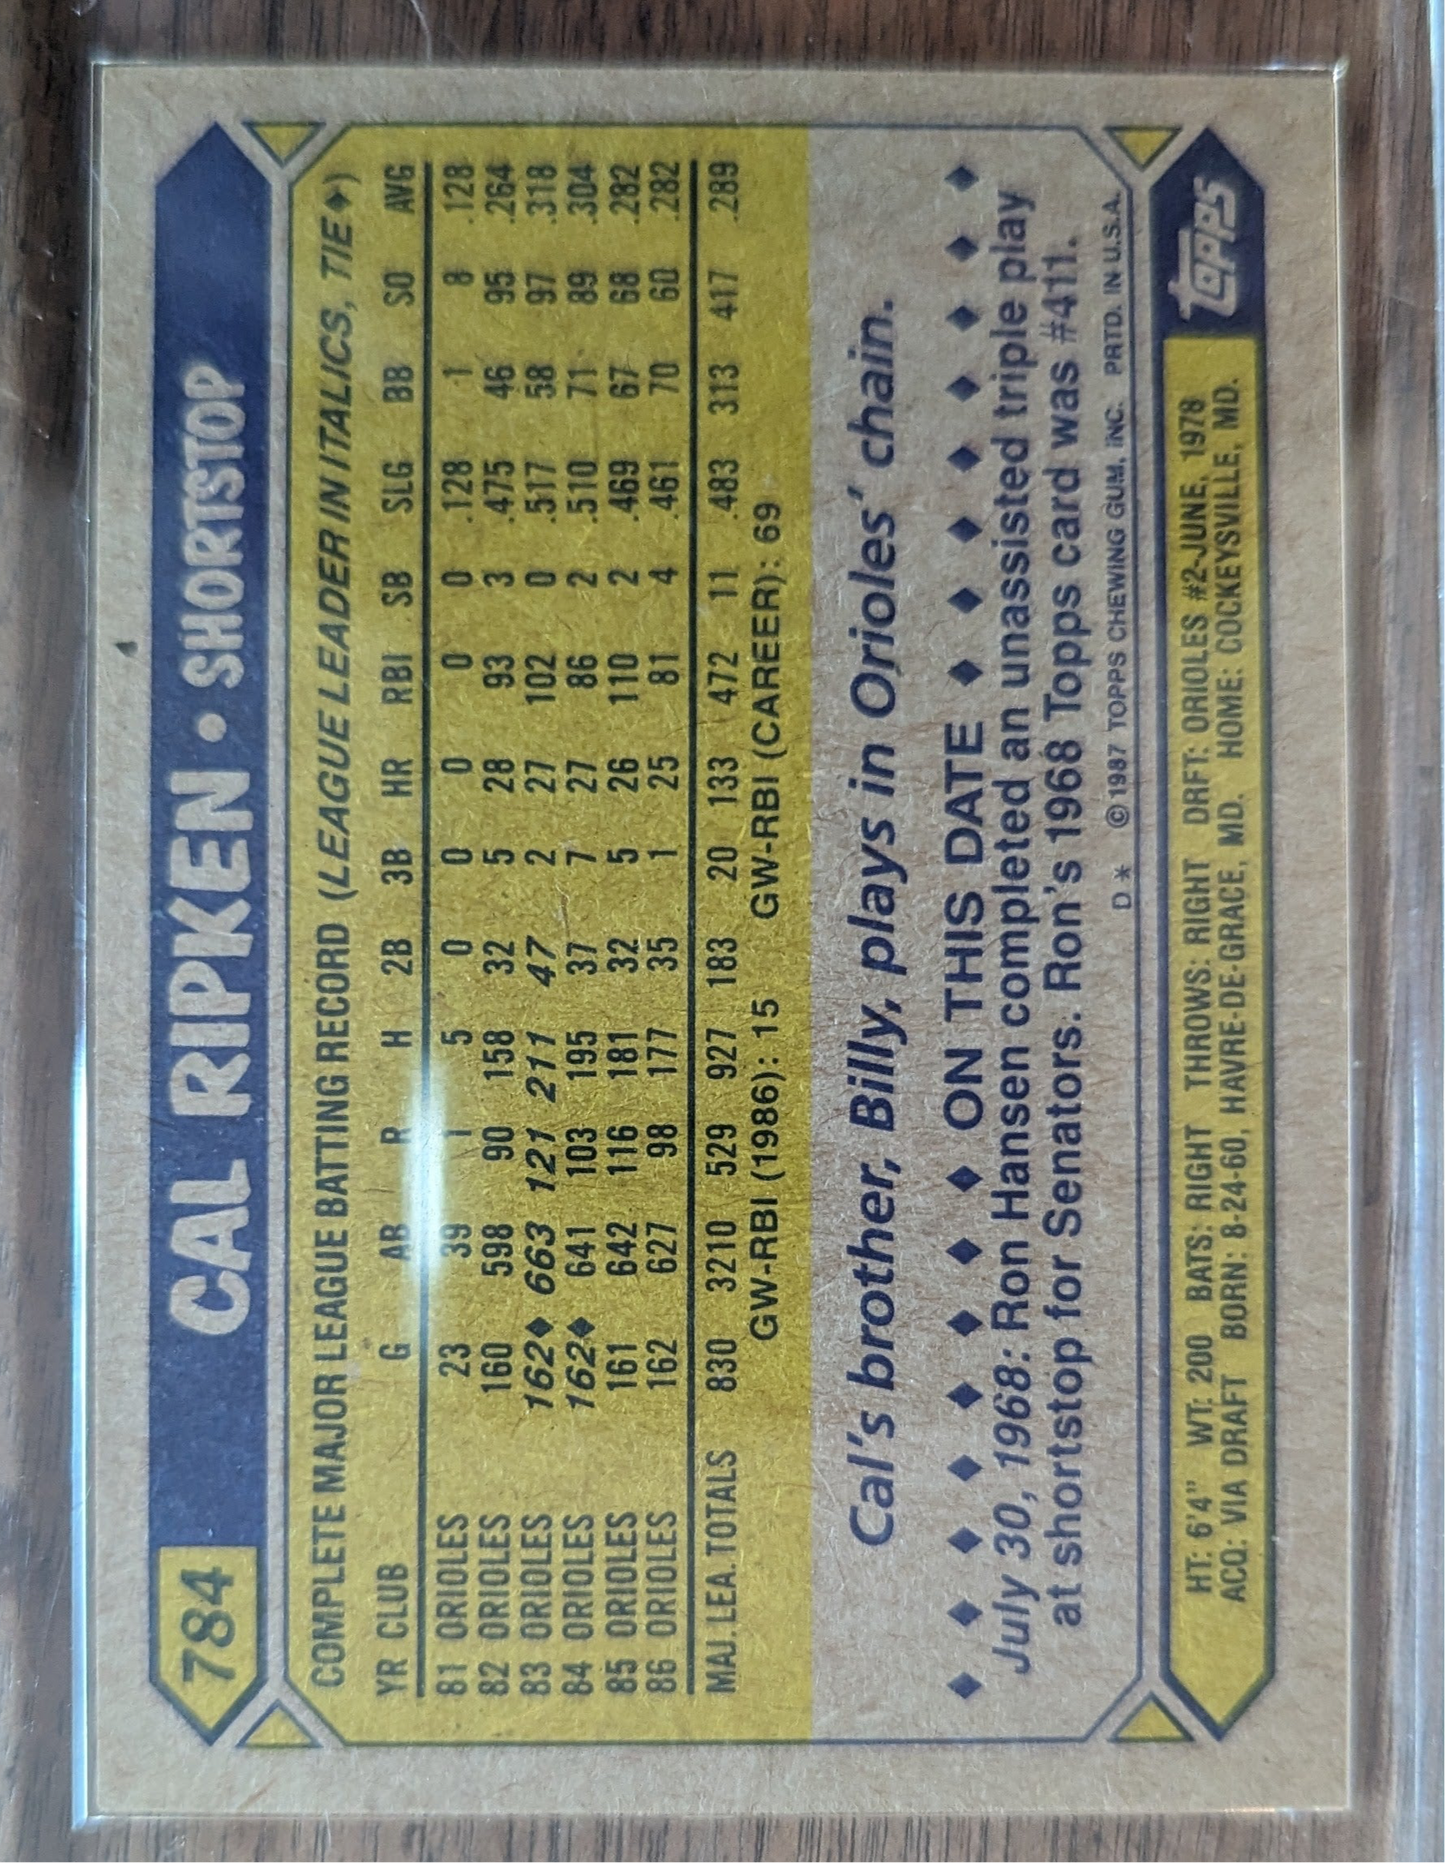 784 CAL RIPKEN • SHORTSTOP
COMPLETE MAJOR LEAGUE BATTING RECORD (LEAGUE LEADER IN ITALICS, TIE ♦)
YR CLUB G AB R H 2B 3B HR RBI SB SLG BB SO AVG
81 ORIOLES 23 39 1 5 0 0 0 0 0 .128 1 8 .128
82 ORIOLES 160 598 90 158 32 5 28 93 3 .475 46 95 .264
83 ORIOLES 162♦ 663 121 211 47 2 27 102 0 .517 58 97 .318
84 ORIOLES 162♦ 641 103 195 37 7 27 86 2 .510 71 89 .304
85 ORIOLES 161 642 116 181 32 5 26 110 2 .469 67 68 .282
86 ORIOLES 162 627 98 177 35 1 25 81 4 .461 70 60 .282
MAJ. LEA. TOTALS 830 3210 529 927 183 20 133 472 11 .483 313 417 .289
GW-RBI (1986): 15 GW-RBI (CAREER): 69
Cal's brother, Billy, plays in Orioles' chain.
♦ ♦ ♦ ♦ ♦ ♦ ♦ ♦ ON THIS DATE ♦ ♦ ♦ ♦ ♦ ♦ ♦ ♦
July 30, 1968: Ron Hansen completed an unassisted triple play
at shortstop for Senators. Ron's 1968 Topps card was #411.
D* © 1987 TOPPS CHEWING GUM, INC. PRTD. IN U.S.A.
HT: 6'4" WT: 200 BATS: RIGHT THROWS: RIGHT DRFT: ORIOLES #2-JUNE, 1978
ACQ: VIA DRAFT BORN: 8-24-60, HAVRE-DE-GRACE, MD. HOME: COCKEYSVILLE, MD.
TOPPS